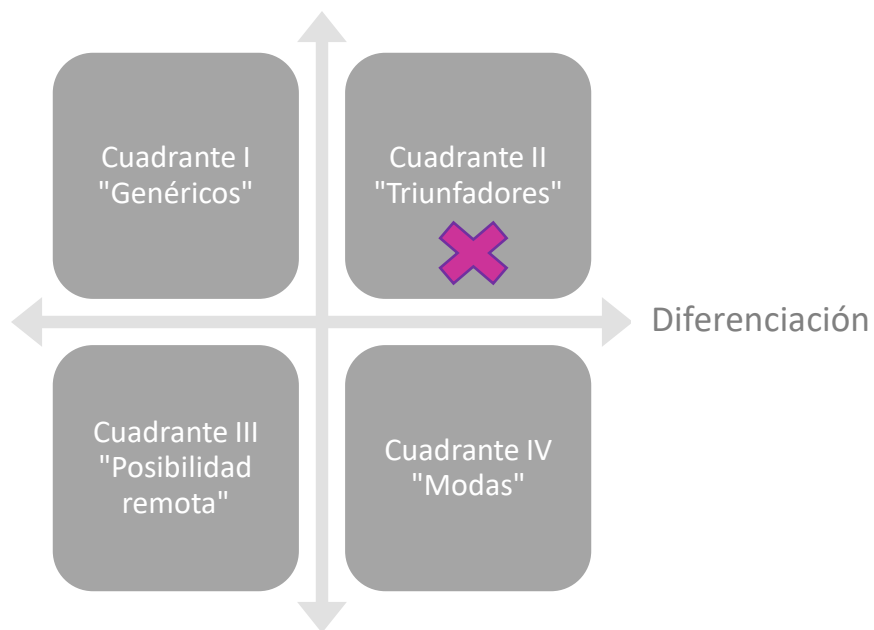 Cuadrante I
"Genéricos"
Cuadrante II
"Triunfadores"
Diferenciación
Cuadrante III
"Posibilidad
remota"
Cuadrante IV
"Modas"